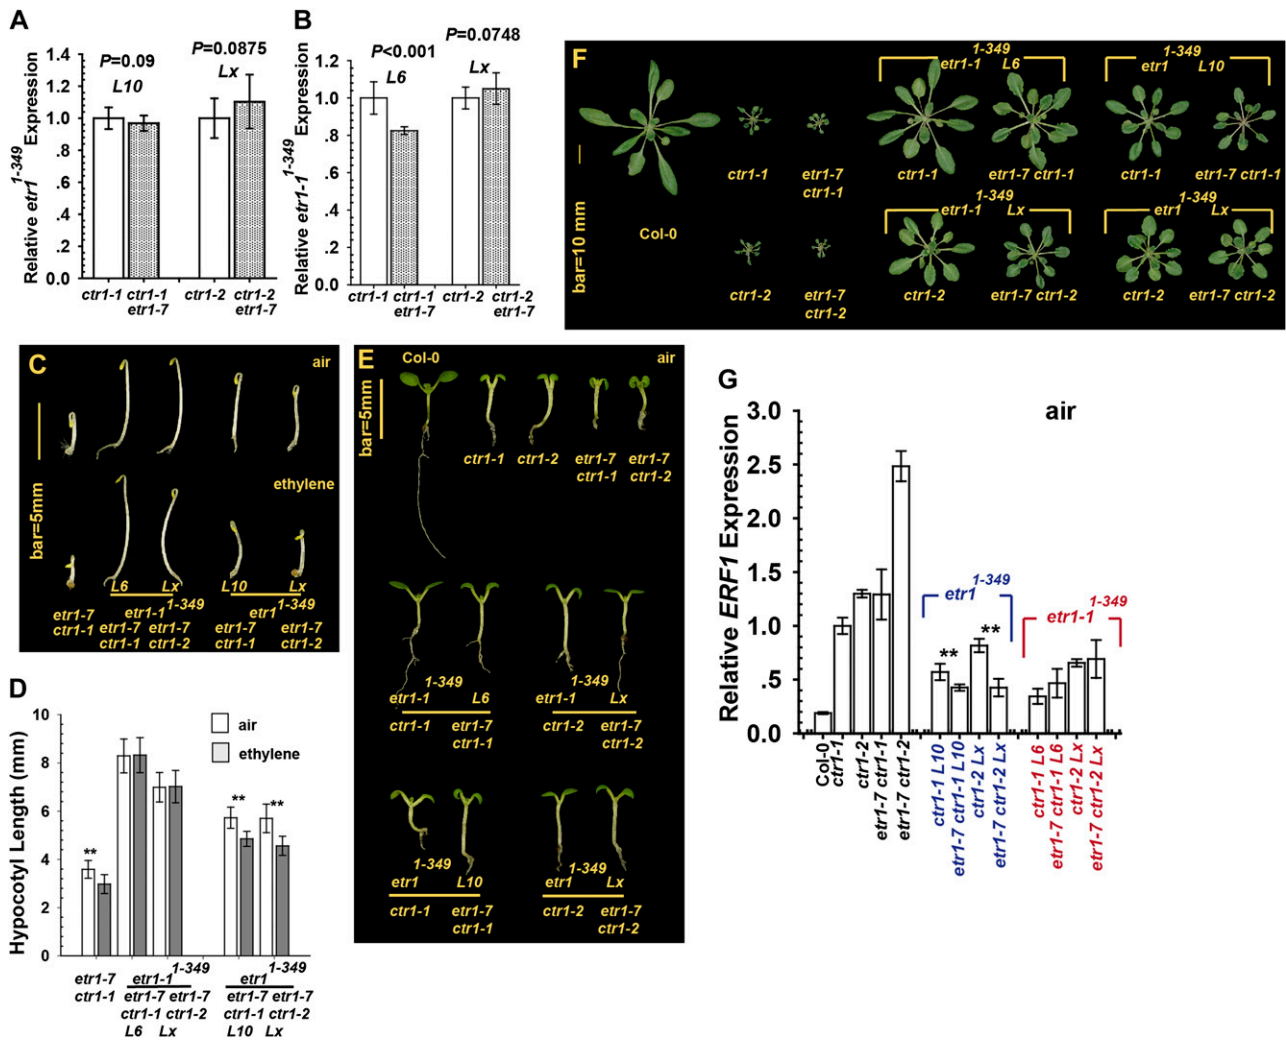 A
Relative etr1^1-349 Expression
1.4
1.2
1.0
.8
.6
.4
.2
0.0
P=0.09
L10
P=0.0875
Lx
ctr1-1 ctr1-1 etr1-7
ctr1-2 ctr1-2 etr1-7
B
Relative etr1-1^1-349 Expression
1.2
1.0
.8
.6
.4
.2
0.0
P<0.001
L6
P=0.0748
Lx
ctr1-1 ctr1-1 etr1-7
ctr1-2 ctr1-2 etr1-7
F
bar=10 mm
Col-0
ctr1-1
etr1-7
ctr1-1
ctr1-2
etr1-7
ctr1-2
1-349
etr1-1 L6
ctr1-1 etr1-7 ctr1-1
1-349
etr1 L10
ctr1-1 etr1-7 ctr1-1
1-349
etr1-1 Lx
ctr1-2 etr1-7 ctr1-2
1-349
etr1 Lx
ctr1-2 etr1-7 ctr1-2
C
air
ethylene
bar=5mm
L6 Lx L10 Lx
etr1-7
ctr1-1
etr1-1^1-349
etr1-7 etr1-7
ctr1-1 ctr1-2
etr1^1-349
etr1-7 etr1-7
ctr1-1 ctr1-2
E
Col-0
air
bar=5mm
ctr1-1 ctr1-2 etr1-7 etr1-7
ctr1-1 ctr1-2
1-349
etr1-1 L6
ctr1-1 etr1-7
ctr1-1
1-349
etr1-1 Lx
ctr1-2 etr1-7
ctr1-2
1-349
etr1 L10
ctr1-1 etr1-7
ctr1-1
1-349
etr1 Lx
ctr1-2 etr1-7
ctr1-2
D
Hypocotyl Length (mm)
10
8
6
4
2
0
air
ethylene
**
**
**
etr1-7
ctr1-1
etr1-1^1-349
etr1-7 etr1-7
ctr1-1 ctr1-2
L6 Lx
etr1^1-349
etr1-7 etr1-7
ctr1-1 ctr1-2
L10 Lx
G
air
Relative ERF1 Expression
3.0
2.5
2.0
1.5
1.0
.5
0.0
1-349
etr1
**
**
1-349
etr1-1
Col-0
ctr1-1
ctr1-2
etr1-7 ctr1-1
etr1-7 ctr1-2
ctr1-1 L10
etr1-7 ctr1-1 L10
ctr1-2 Lx
etr1-7 ctr1-2 Lx
ctr1-1 L6
etr1-7 ctr1-1 L6
ctr1-2 Lx
etr1-7 ctr1-2 Lx